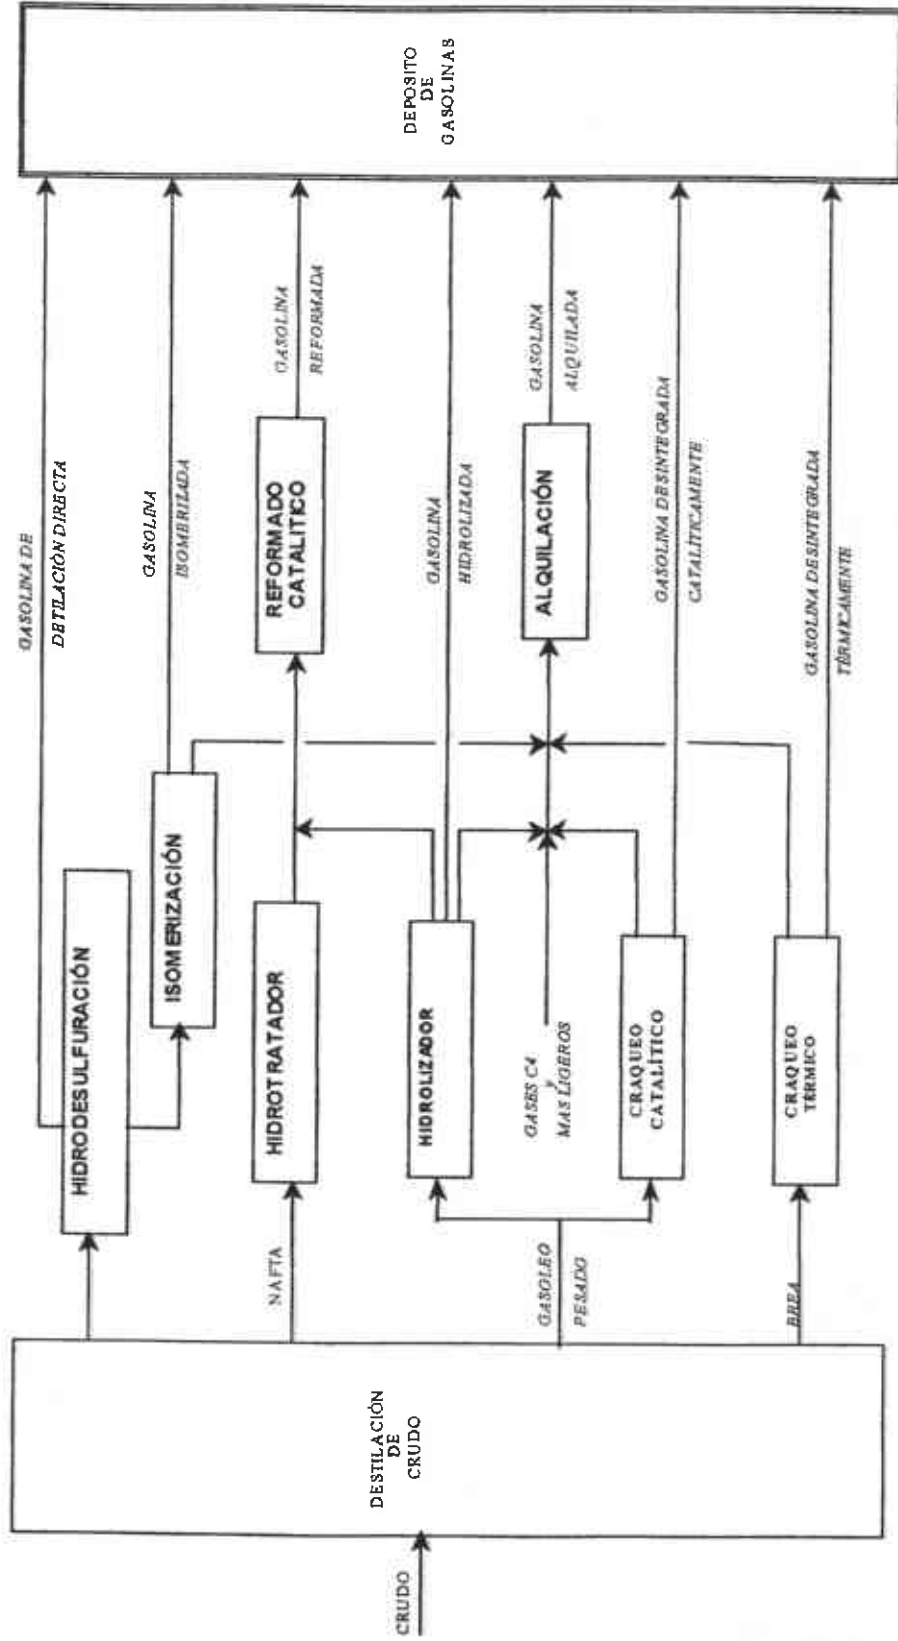 CRUDO
DESTILACIÓN
DE
CRUDO
NAFTA
GASOLEO
PESADO
BREA
HIDRODESULFURACIÓN
ISOMERIZACIÓN
HIDROTRATADOR
HIDROLIZADOR
GASES C4
Y
MAS LIGEROS
CRAQUEO
CATALÍTICO
CRAQUEO
TÉRMICO
REFORMADO
CATALITICO
ALQUILACIÓN
GASOLINA DE
DETILACIÓN DIRECTA
GASOLINA
ISOMERILADA
GASOLINA
REFORMADA
GASOLINA
HIDROLIZADA
GASOLINA
ALQUILADA
GASOLINA DESINTEGRADA
CATALÍTICAMENTE
GASOLINA DESINTEGRADA
TÉRMICAMENTE
DEPOSITO
DE
GASOLINAS